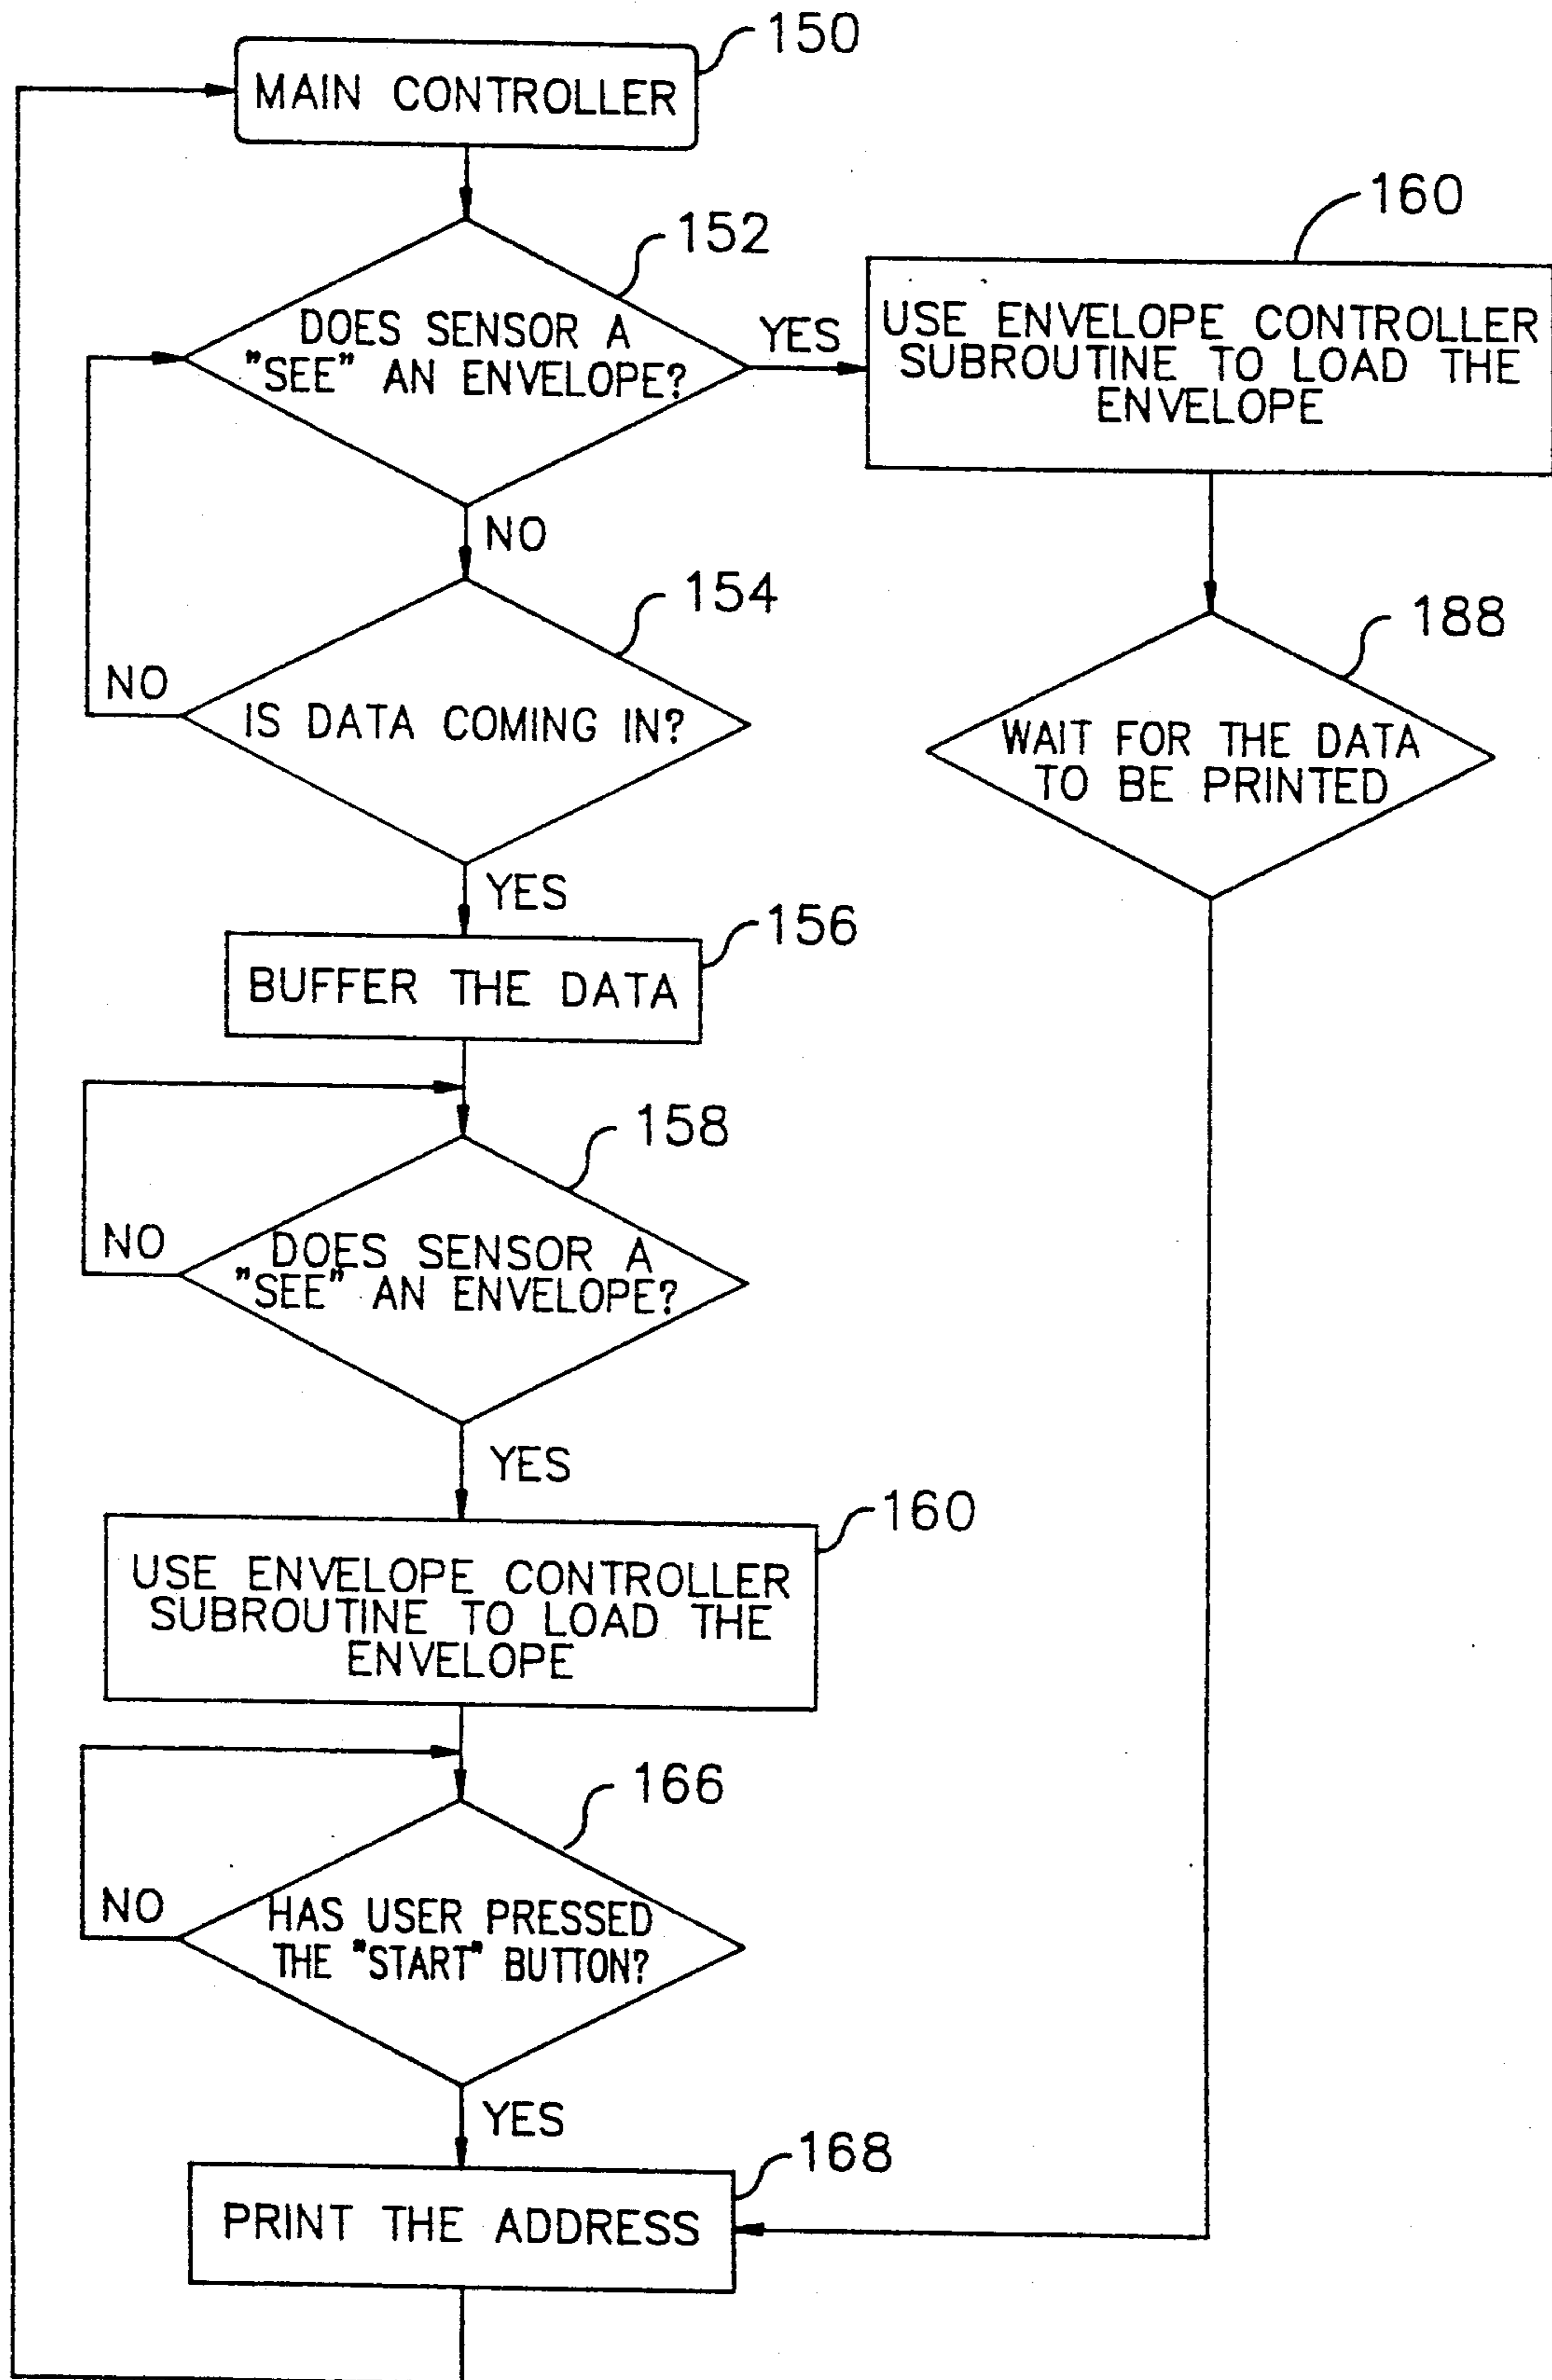 150
MAIN CONTROLLER
152
DOES SENSOR A
"SEE" AN ENVELOPE?
YES
160
USE ENVELOPE CONTROLLER
SUBROUTINE TO LOAD THE
ENVELOPE
NO
154
IS DATA COMING IN?
NO
188
WAIT FOR THE DATA
TO BE PRINTED
YES
156
BUFFER THE DATA
158
DOES SENSOR A
"SEE" AN ENVELOPE?
NO
YES
160
USE ENVELOPE CONTROLLER
SUBROUTINE TO LOAD THE
ENVELOPE
166
HAS USER PRESSED
THE "START" BUTTON?
NO
YES
168
PRINT THE ADDRESS